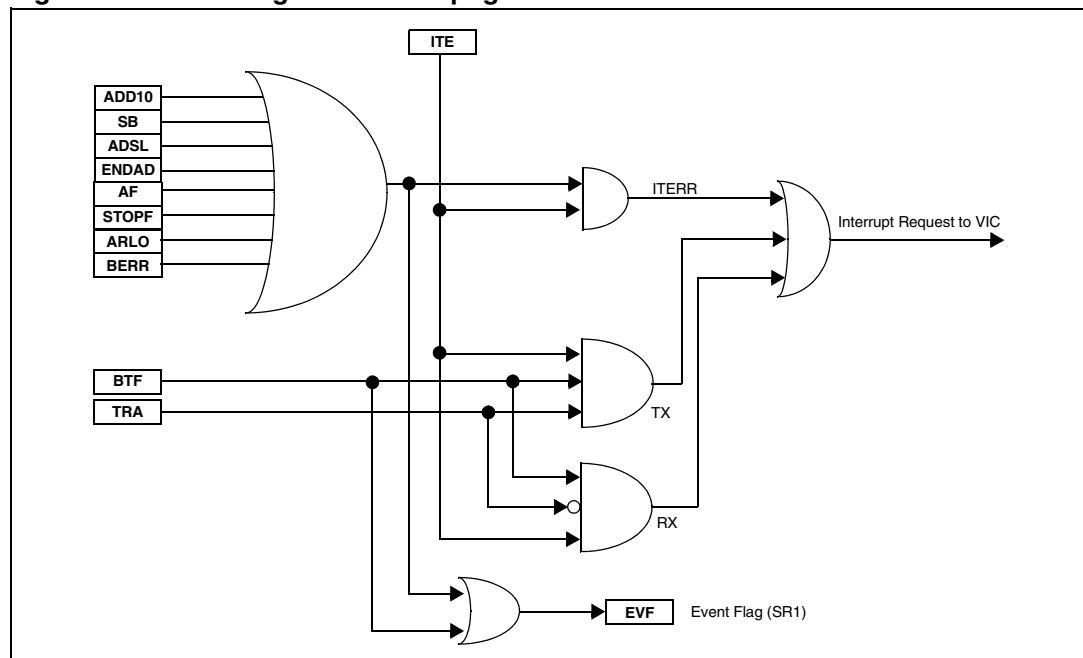 ITE
ADD10
SB
ADSL
ENDAD
AF
STOPF
ARLO
BERR
ITERR
Interrupt Request to VIC
BTF
TRA
TX
RX
EVF
Event Flag (SR1)